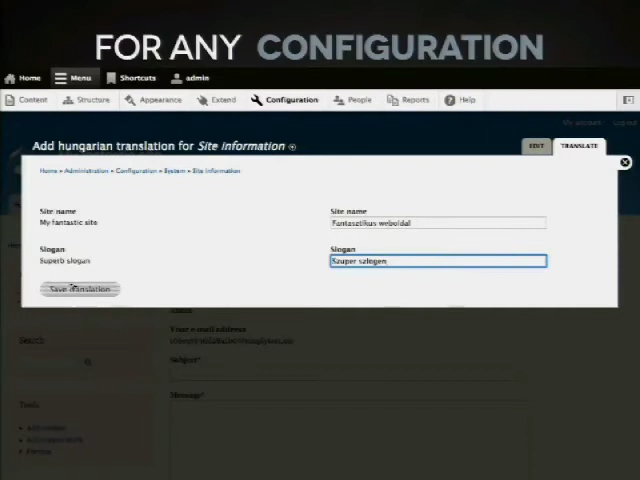 FOR ANY CONFIGURATION
Home Menu Shortcuts admin
Content Structure Appearance Extend Configuration People Reports Help
My account Log out
Add hungarian translation for Site information
EDIT TRANSLATE
Home » Administration » Configuration » System » Site information
Site name Site name
My fantastic site Fantasztikus weboldal
Slogan Slogan
Superb slogan Szuper szlogen
Save translation
Your e-mail address
Search
Subject*
Message*
Tools